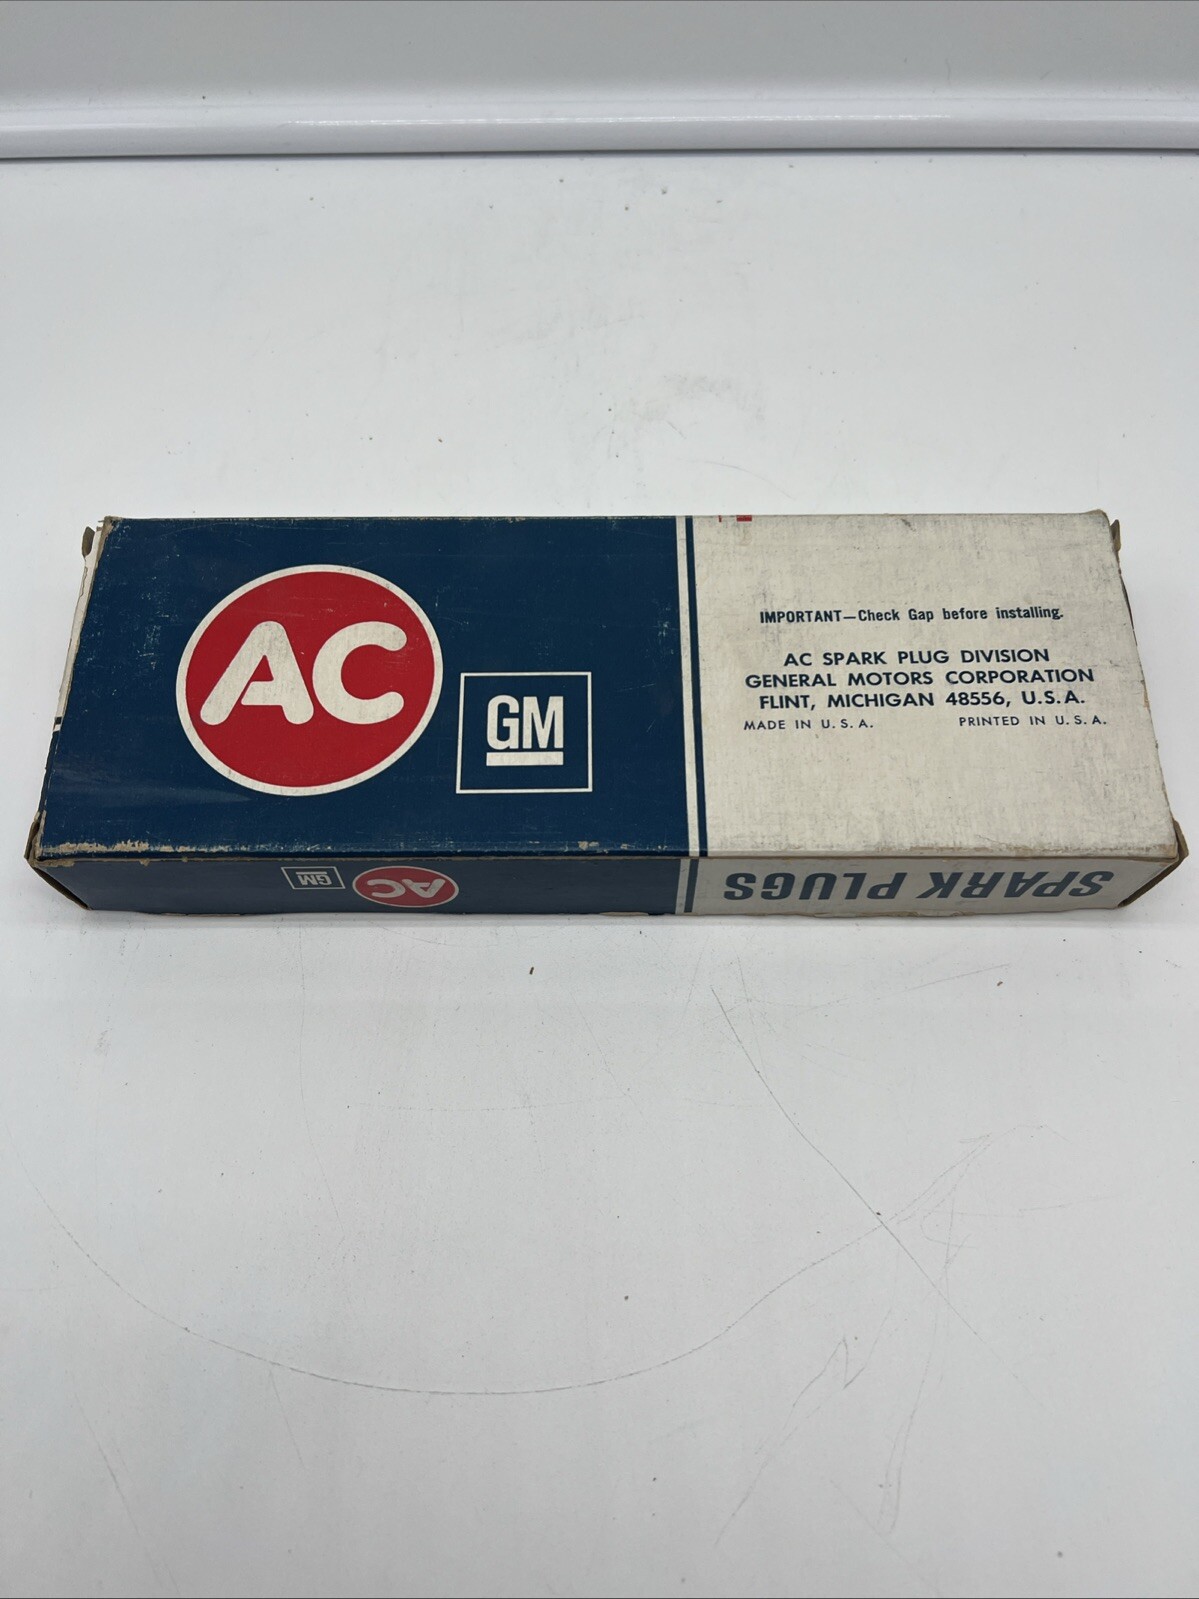 AC
GM
IMPORTANT—Check Gap before installing.
AC SPARK PLUG DIVISION
GENERAL MOTORS CORPORATION
FLINT, MICHIGAN 48556, U.S.A.
MADE IN U.S.A. PRINTED IN U.S.A.
SPARK PLUGS
AC
GM